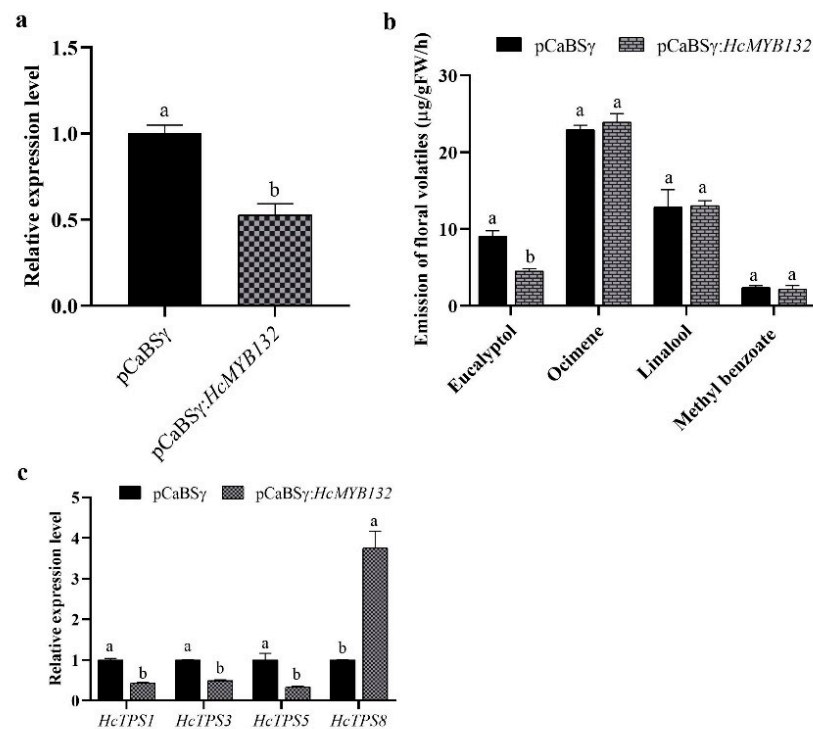 a
Relative expression level
1.5
1.0
0.5
0.0
a
b
pCaBSγ
pCaBSγ:HcMYB132
b
pCaBSγ pCaBSγ:HcMYB132
Emission of floral volatiles (µg/gFW/h)
30
20
10
0
a b
a a
a a
a a
Eucalyptol
Ocimene
Linalool
Methyl benzoate
c
pCaBSγ pCaBSγ:HcMYB132
Relative expression level
5
4
3
2
1
0
a b a b a b b a
HcTPS1 HcTPS3 HcTPS5 HcTPS8